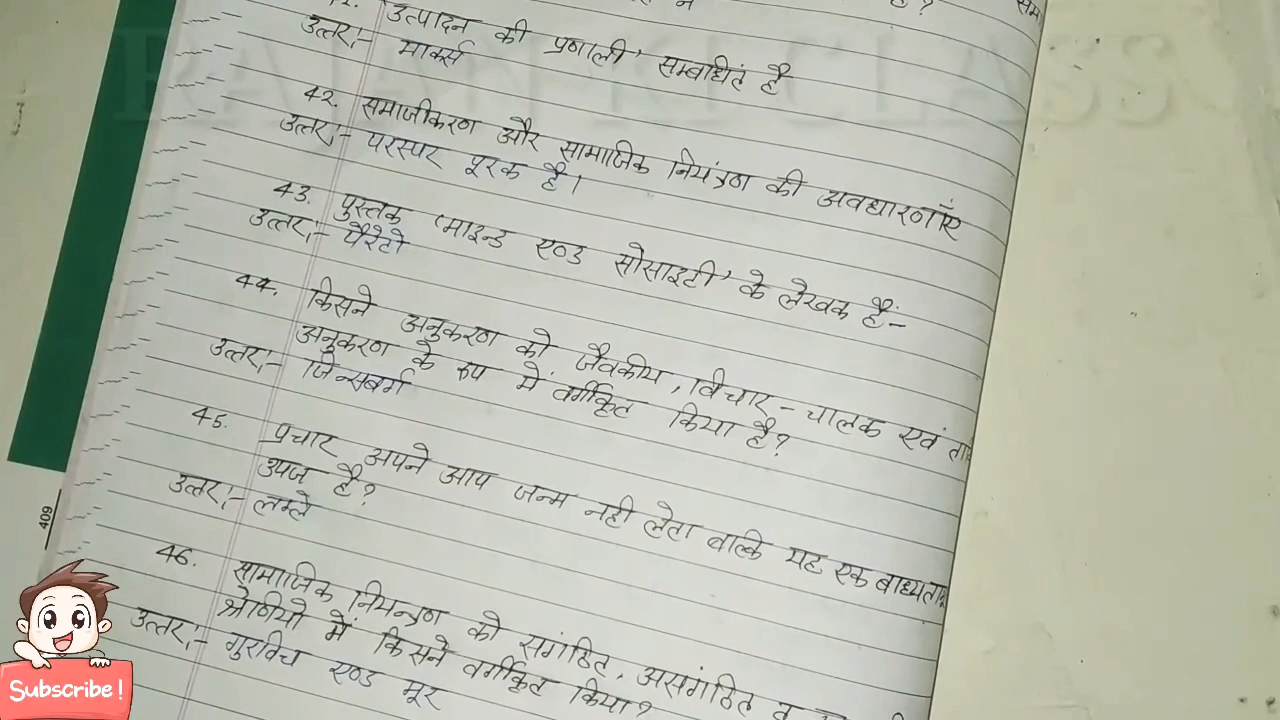 उत्पादन की प्रणाली' सम्बंधित है
उत्तर:- मार्क्स
42. समाजीकरण और सामाजिक नियंत्रण की अवधारणाएँ
उत्तर:- परस्पर पूरक है।
43. पुस्तक 'माइन्ड एण्ड सोसाइटी' के लेखक हैं-
उत्तर:- पैरेटो
44. किसने अनुकरण को जैवकीय, विचार-चालक एवं
अनुकरण के रूप में वर्गीकृत किया है?
उत्तर:- जिन्सबर्ग
45. प्रचार अपने आप जन्म नही लेता बाल्कि यह एक बाध्यता
उपज है?
उत्तर:- लम्ले
46. सामाजिक नियन्त्रण को संगठित, असंगठित
श्रेणियो में किसने वर्गीकृत किया?
उत्तर:- गुरविच एण्ड मूर
409
Subscribe!